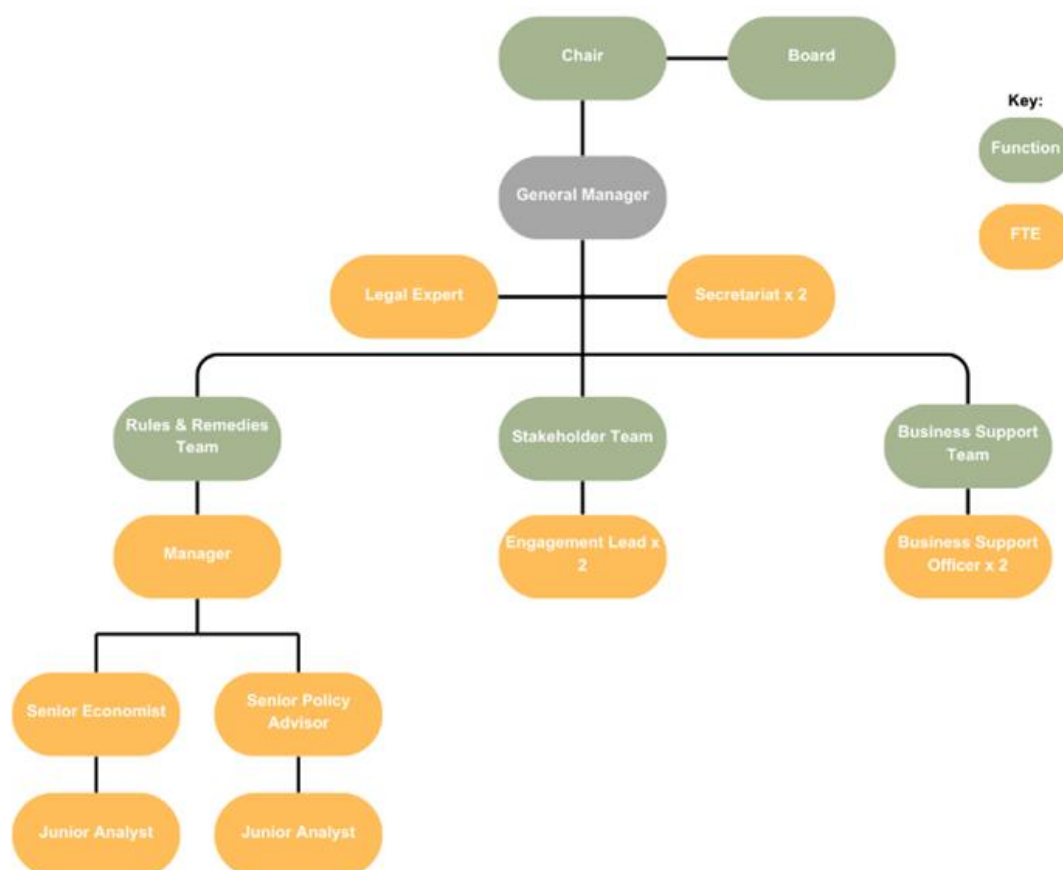 Chair
Board
Key:
Function
General Manager
FTE
Legal Expert
Secretariat x 2
Rules & Remedies
Team
Stakeholder Team
Business Support
Team
Manager
Engagement Lead x
2
Business Support
Officer x 2
Senior Economist
Senior Policy
Advisor
Junior Analyst
Junior Analyst